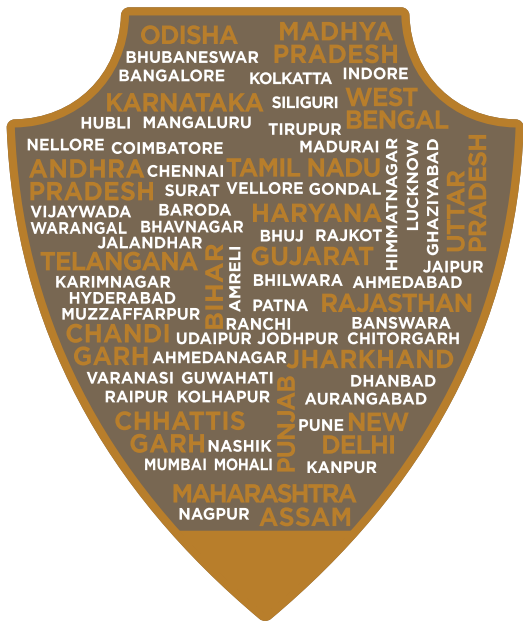 ODISHA
MADHYA
PRADESH
BHUBANESWAR
BANGALORE
KOLKATTA
INDORE
KARNATAKA
SILIGURI
WEST
BENGAL
HUBLI
MANGALURU
TIRUPUR
NELLORE
COIMBATORE
MADURAI
ANDHRA
PRADESH
CHENNAI
TAMIL NADU
SURAT
VELLORE
GONDAL
HIMMATNAGAR
LUCKNOW
GHAZIYABAD
UTTAR
PRADESH
VIJAYWADA
BARODA
HARYANA
WARANGAL
BHAVNAGAR
BHUJ
RAJKOT
JALANDHAR
TELANGANA
BIHAR
AMRELI
GUJARAT
JAIPUR
KARIMNAGAR
BHILWARA
AHMEDABAD
HYDERABAD
PATNA
RAJASTHAN
MUZZAFFARPUR
RANCHI
BANSWARA
CHANDI
GARH
UDAIPUR
JODHPUR
CHITORGARH
AHMEDANAGAR
JHARKHAND
VARANASI
GUWAHATI
DHANBAD
RAIPUR
KOLHAPUR
PUNJAB
AURANGABAD
CHHATTIS
GARH
PUNE
NEW
DELHI
NASHIK
MUMBAI
MOHALI
KANPUR
MAHARASHTRA
NAGPUR
ASSAM